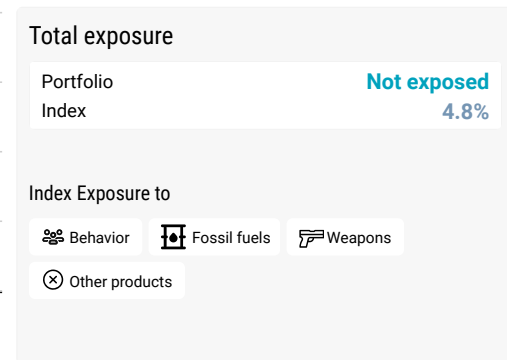 Total exposure
Portfolio Not exposed
Index 4.8%
Index Exposure to
Behavior Fossil fuels Weapons
Other products